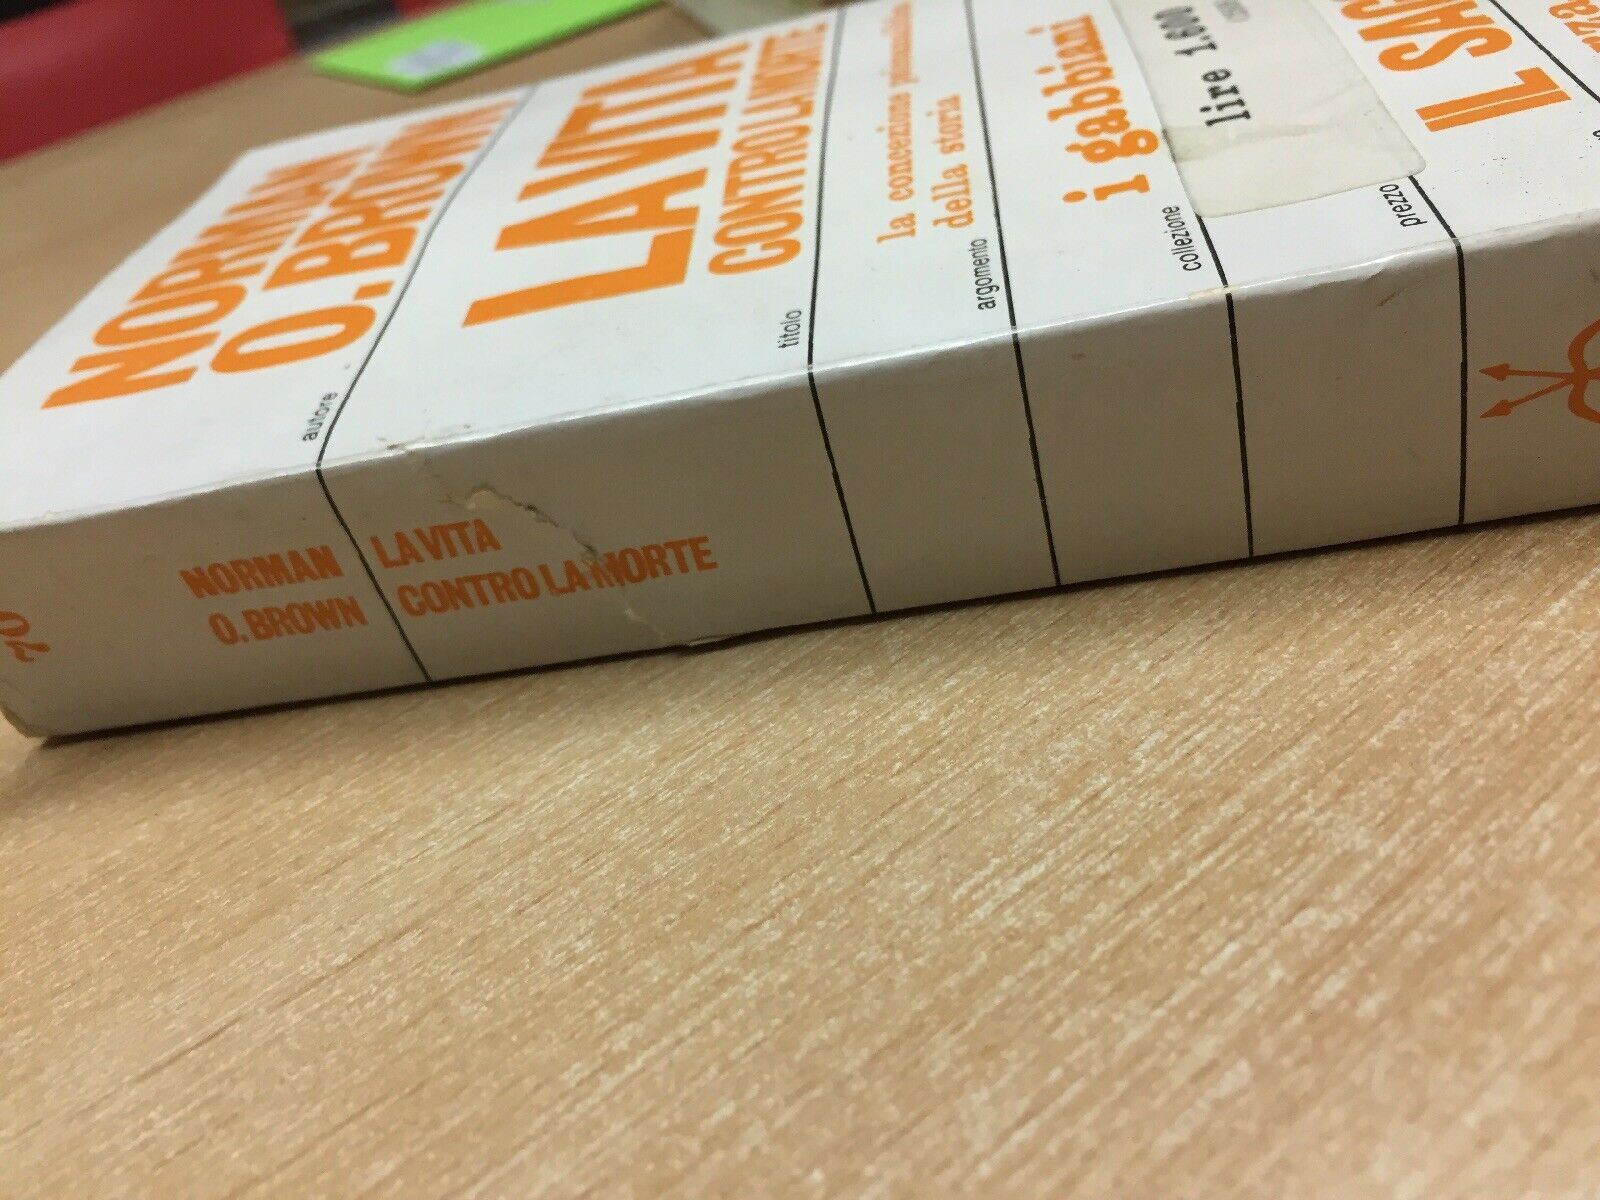 NORMAN
O. BROWN
autore
LA VITA
CONTRO LA MORTE
titolo
la concezione psicoanalitica
della storia
argomento
i gabbiani
collezione
lire 1.600
prezzo
IL
70
NORMAN
O. BROWN
LA VITA
CONTRO LA MORTE